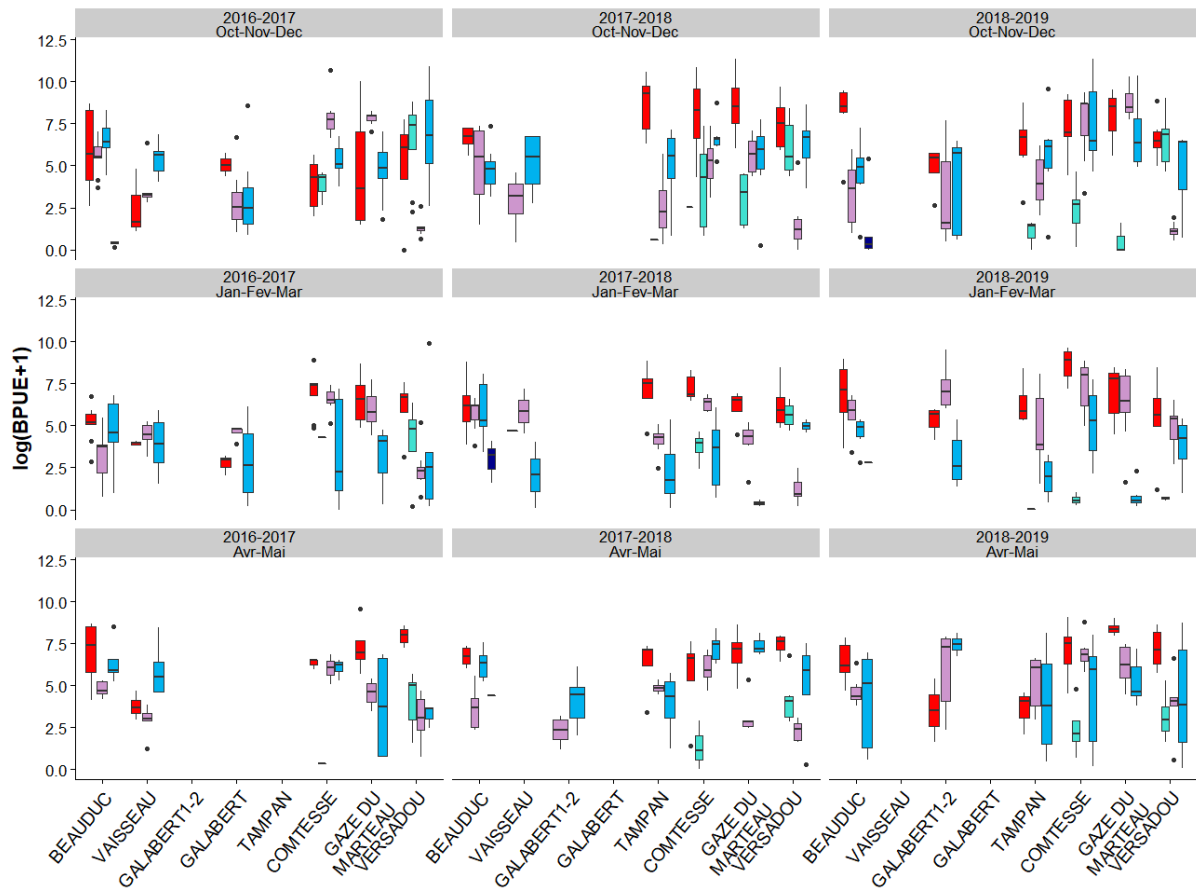 2016-2017
Oct-Nov-Dec
2017-2018
Oct-Nov-Dec
2018-2019
Oct-Nov-Dec
12.5
10.0
7.5
5.0
2.5
0.0
2016-2017
Jan-Fev-Mar
2017-2018
Jan-Fev-Mar
2018-2019
Jan-Fev-Mar
12.5
10.0
7.5
5.0
2.5
0.0
log(BPUE+1)
2016-2017
Avr-Mai
2017-2018
Avr-Mai
2018-2019
Avr-Mai
12.5
10.0
7.5
5.0
2.5
0.0
BEAUDUC
VAISSEAU
GALABERT1-2
GALABERT
TAMPAN
COMTESSE
GAZE DU
MARTEAU
VERSADOU
BEAUDUC
VAISSEAU
GALABERT1-2
GALABERT
TAMPAN
COMTESSE
GAZE DU
MARTEAU
VERSADOU
BEAUDUC
VAISSEAU
GALABERT1-2
GALABERT
TAMPAN
COMTESSE
GAZE DU
MARTEAU
VERSADOU